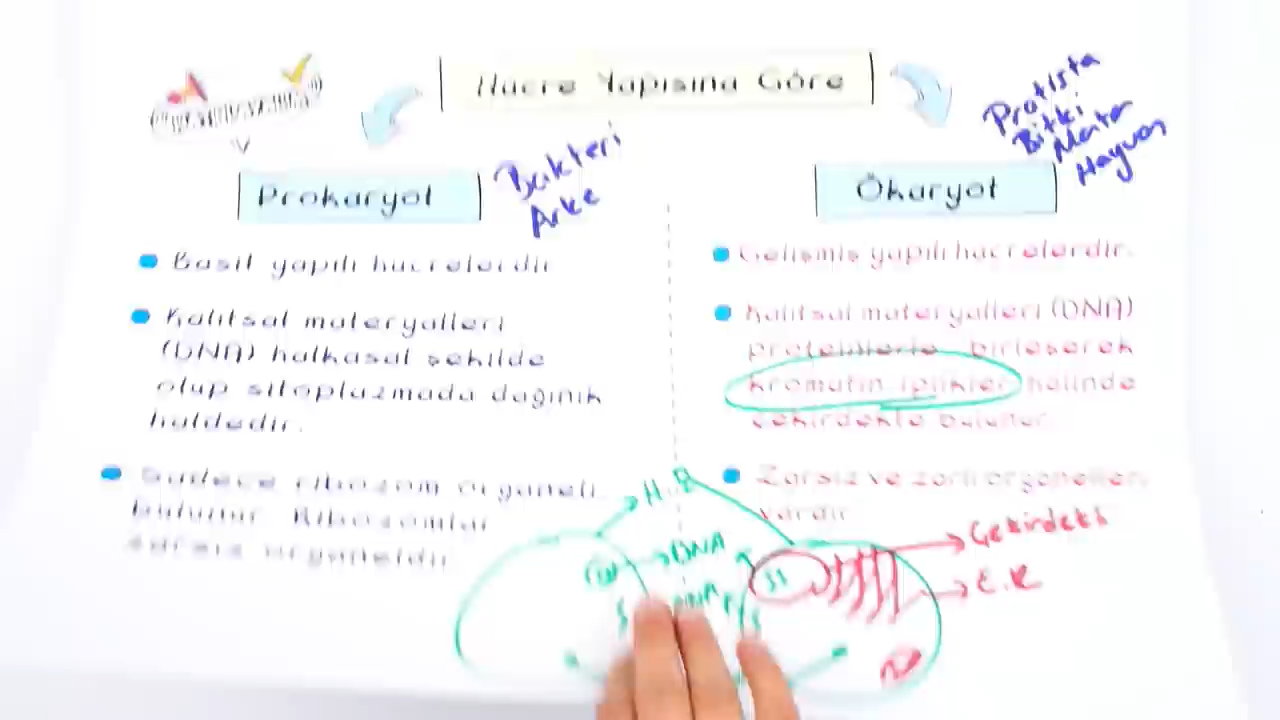 Hücre Yapısına Göre
Prokaryot
Bakteri
Arke
Basit yapılı hücrelerdir
Kalıtsal materyalleri
(DNA) halkasal şekilde
olup sitoplazmada dağınık
haldedir.
Sadece ribozom organeli
bulunur. Ribozomlar
zarsız organeldir
Ökaryot
Protista
Bitki
Mantar
Hayvan
Gelişmiş yapılı hücrelerdir.
Kalıtsal materyalleri (DNA)
proteinlerle birleşerek
kromatin iplikler halinde
çekirdekte bulunur.
Zarsız ve zarlı organelleri
vardır
H.Z
DNA
Çekirdek
E.R